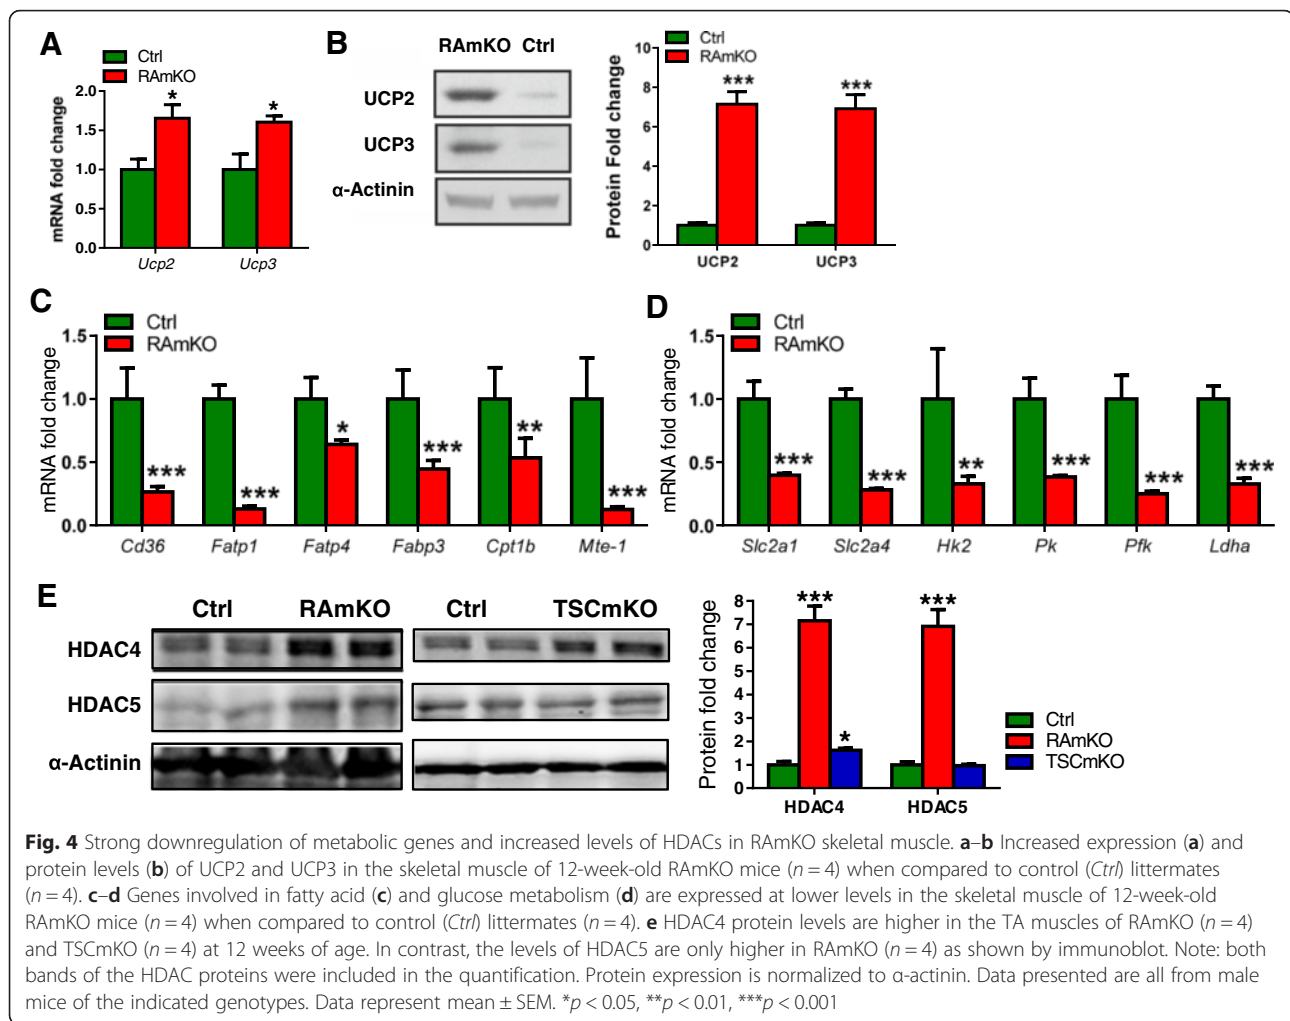 A
Ctrl
RAmKO
mRNA fold change
2.0
1.5
1.0
0.5
0.0
*
*
Ucp2 Ucp3
B
RAmKO Ctrl
UCP2
UCP3
α-Actinin
Ctrl
RAmKO
Protein Fold change
10
8
6
4
2
0
***
***
UCP2 UCP3
C
Ctrl
RAmKO
mRNA fold change
1.5
1.0
0.5
0.0
***
***
*
***
**
***
Cd36 Fatp1 Fatp4 Fabp3 Cpt1b Mte-1
D
Ctrl
RAmKO
mRNA fold change
1.5
1.0
0.5
0.0
***
***
**
***
***
***
Slc2a1 Slc2a4 Hk2 Pk Pfk Ldha
E
Ctrl RAmKO Ctrl TSCmKO
HDAC4
HDAC5
α-Actinin
Protein fold change
8
7
6
5
4
3
2
1
0
***
*
***
HDAC4 HDAC5
Ctrl
RAmKO
TSCmKO
Fig. 4 Strong downregulation of metabolic genes and increased levels of HDACs in RAmKO skeletal muscle. a–b Increased expression (a) and
protein levels (b) of UCP2 and UCP3 in the skeletal muscle of 12-week-old RAmKO mice (n = 4) when compared to control (Ctrl) littermates
(n = 4). c–d Genes involved in fatty acid (c) and glucose metabolism (d) are expressed at lower levels in the skeletal muscle of 12-week-old
RAmKO mice (n = 4) when compared to control (Ctrl) littermates (n = 4). e HDAC4 protein levels are higher in the TA muscles of RAmKO (n = 4)
and TSCmKO (n = 4) at 12 weeks of age. In contrast, the levels of HDAC5 are only higher in RAmKO (n = 4) as shown by immunoblot. Note: both
bands of the HDAC proteins were included in the quantification. Protein expression is normalized to α-actinin. Data presented are all from male
mice of the indicated genotypes. Data represent mean ± SEM. *p < 0.05, **p < 0.01, ***p < 0.001